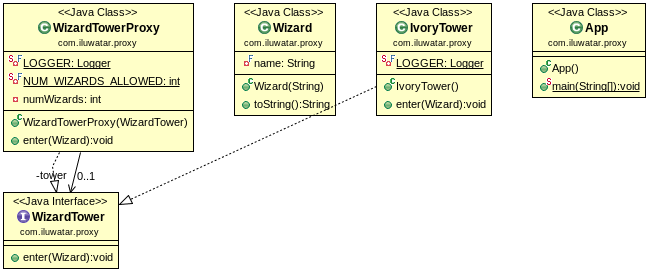 <<Java Class>>
WizardTowerProxy
com.iluwatar.proxy
LOGGER: Logger
NUM_WIZARDS_ALLOWED: int
numWizards: int
WizardTowerProxy(WizardTower)
enter(Wizard):void
<<Java Class>>
Wizard
com.iluwatar.proxy
name: String
Wizard(String)
toString():String
<<Java Class>>
IvoryTower
com.iluwatar.proxy
LOGGER: Logger
IvoryTower()
enter(Wizard):void
<<Java Class>>
App
com.iluwatar.proxy
App()
main(String[]):void
-tower
0..1
<<Java Interface>>
WizardTower
com.iluwatar.proxy
enter(Wizard):void